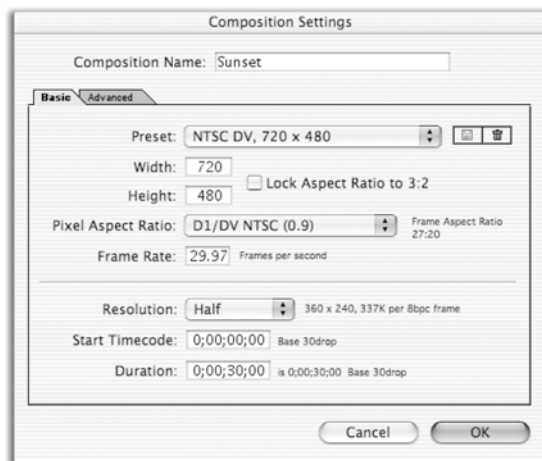 Composition Settings
Composition Name: Sunset
Basic Advanced
Preset: NTSC DV, 720 x 480
Width: 720
Lock Aspect Ratio to 3:2
Height: 480
Pixel Aspect Ratio: D1/DV NTSC (0.9) Frame Aspect Ratio
27:20
Frame Rate: 29.97 Frames per second
Resolution: Half 360 x 240, 337K per 8bpc frame
Start Timecode: 0;00;00;00 Base 30drop
Duration: 0;00;30;00 is 0;00;30;00 Base 30drop
Cancel OK